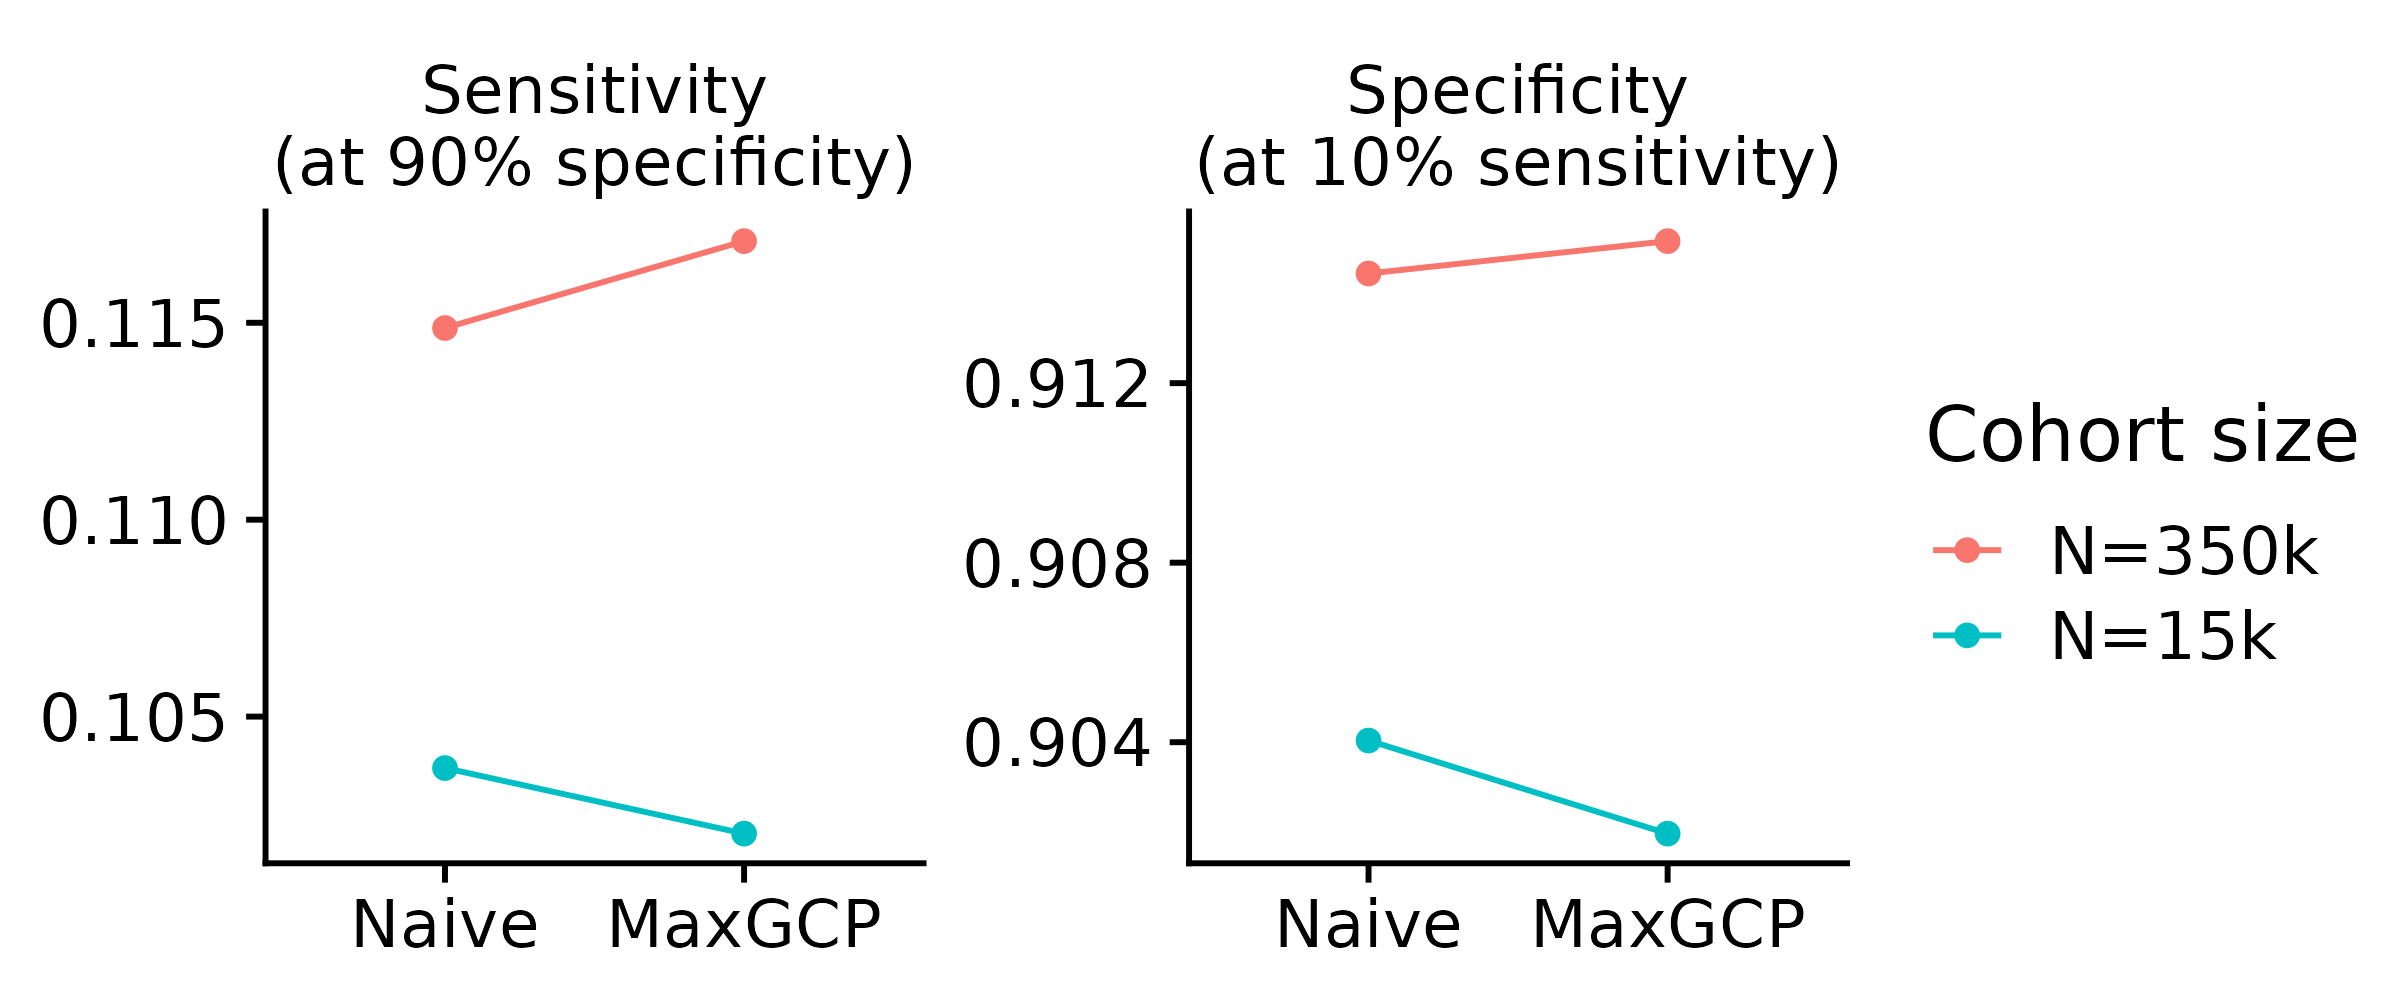 Sensitivity
(at 90% specificity)
0.115
0.110
0.105
Naive MaxGCP
Specificity
(at 10% sensitivity)
0.912
0.908
0.904
Naive MaxGCP
Cohort size
N=350k
N=15k